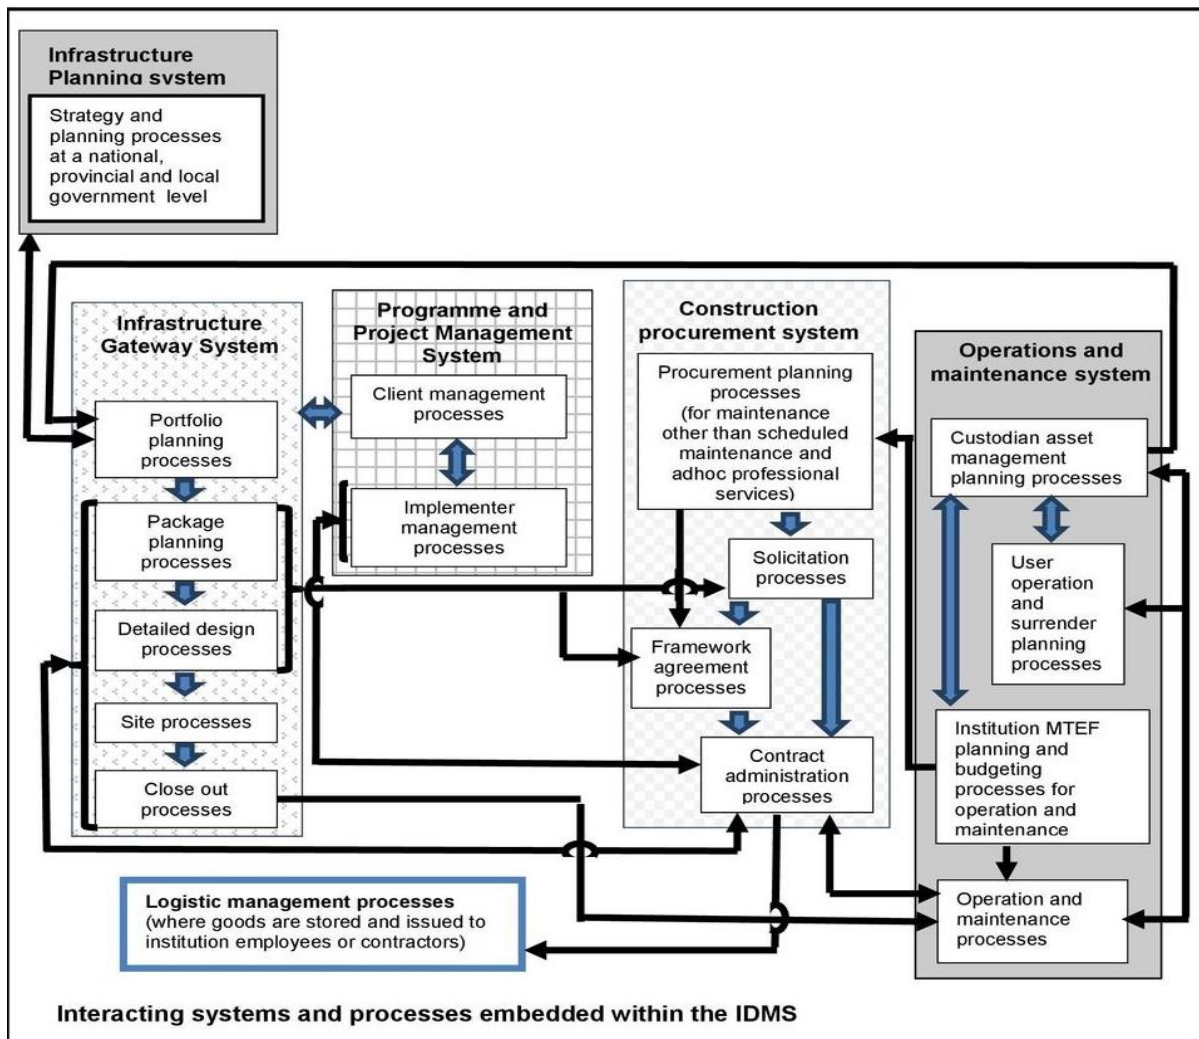 Infrastructure
Planning system
Strategy and
planning processes
at a national,
provincial and local
government level
Infrastructure
Gateway System
Portfolio
planning
processes
Package
planning
processes
Detailed design
processes
Site processes
Close out
processes
Programme and
Project Management
System
Client management
processes
Implementer
management
processes
Construction
procurement system
Procurement planning
processes
(for maintenance
other than scheduled
maintenance and
adhoc professional
services)
Solicitation
processes
Framework
agreement
processes
Contract
administration
processes
Operations and
maintenance system
Custodian asset
management
planning processes
User
operation
and
surrender
planning
processes
Institution MTEF
planning and
budgeting
processes for
operation and
maintenance
Operation and
maintenance
processes
Logistic management processes
(where goods are stored and issued to
institution employees or contractors)
Interacting systems and processes embedded within the IDMS